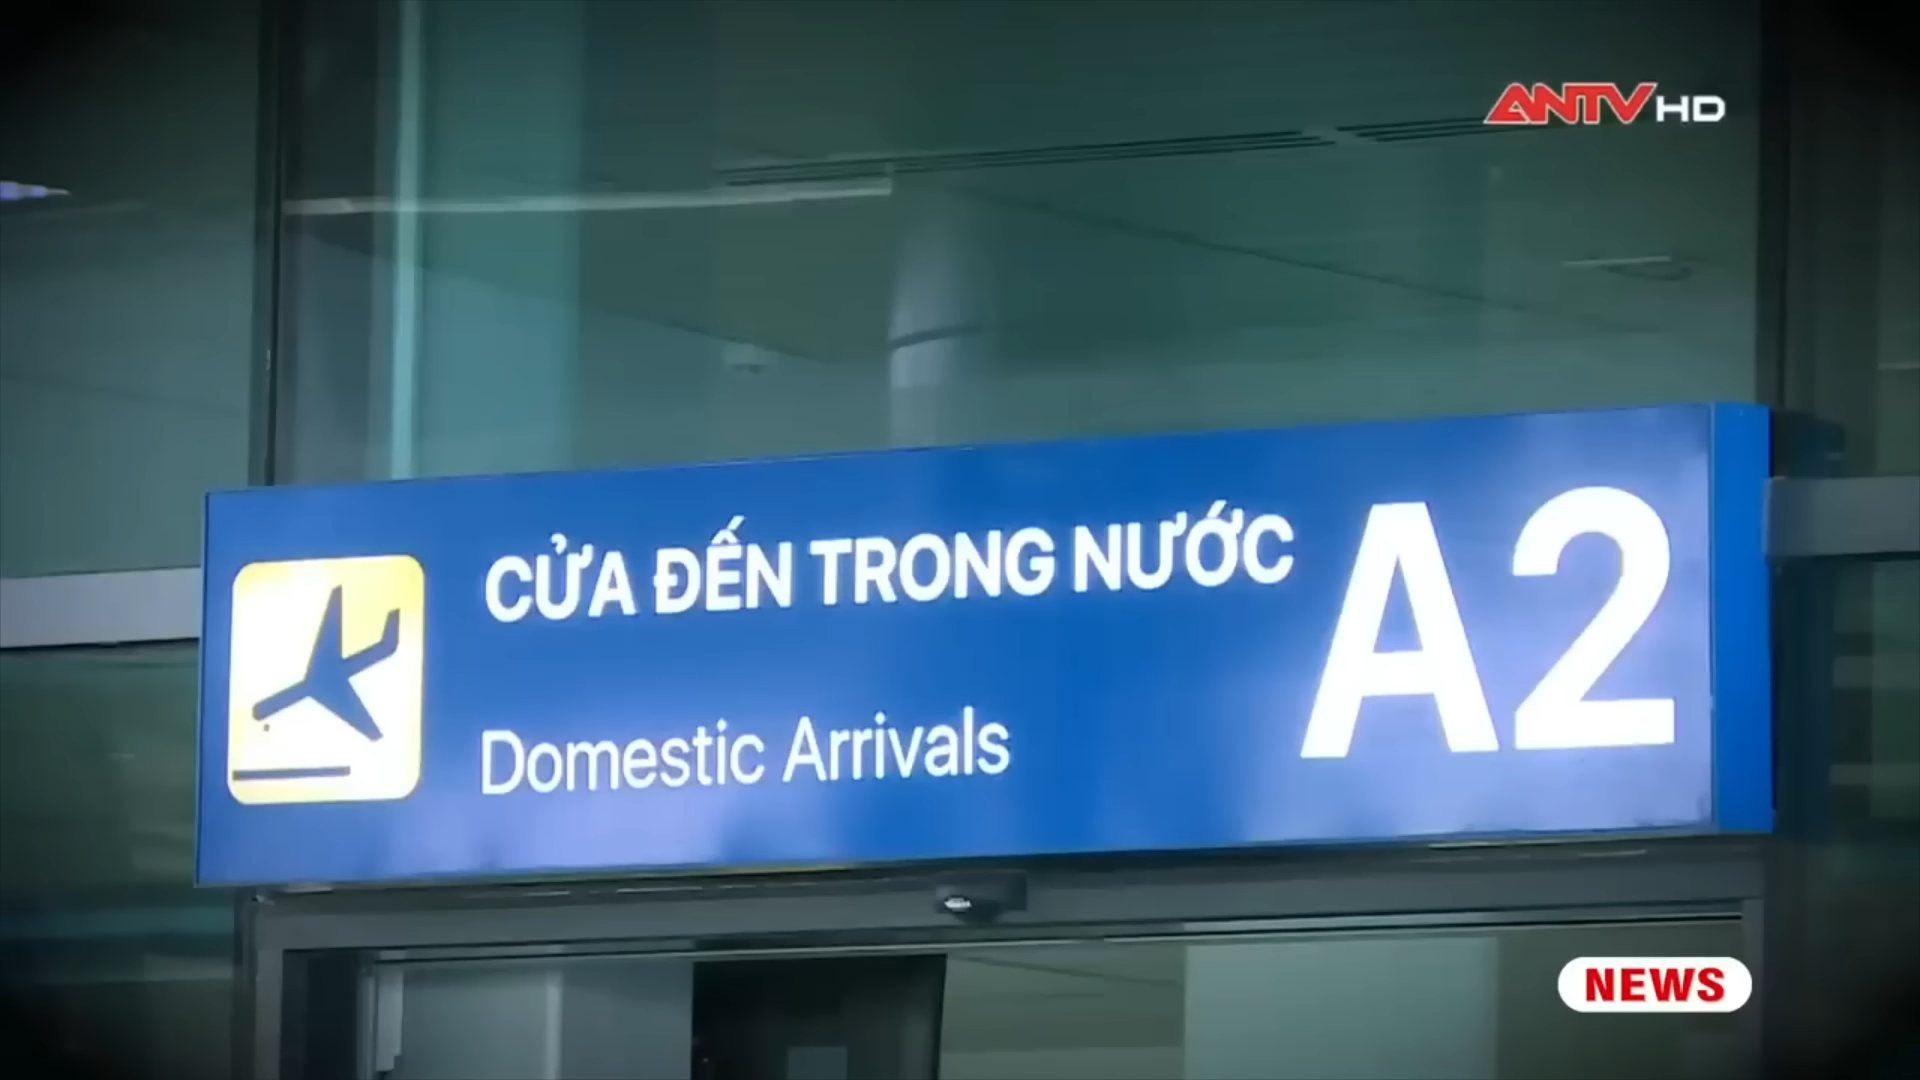 ANTV HD
CỬA ĐẾN TRONG NƯỚC
A2
Domestic Arrivals
NEWS